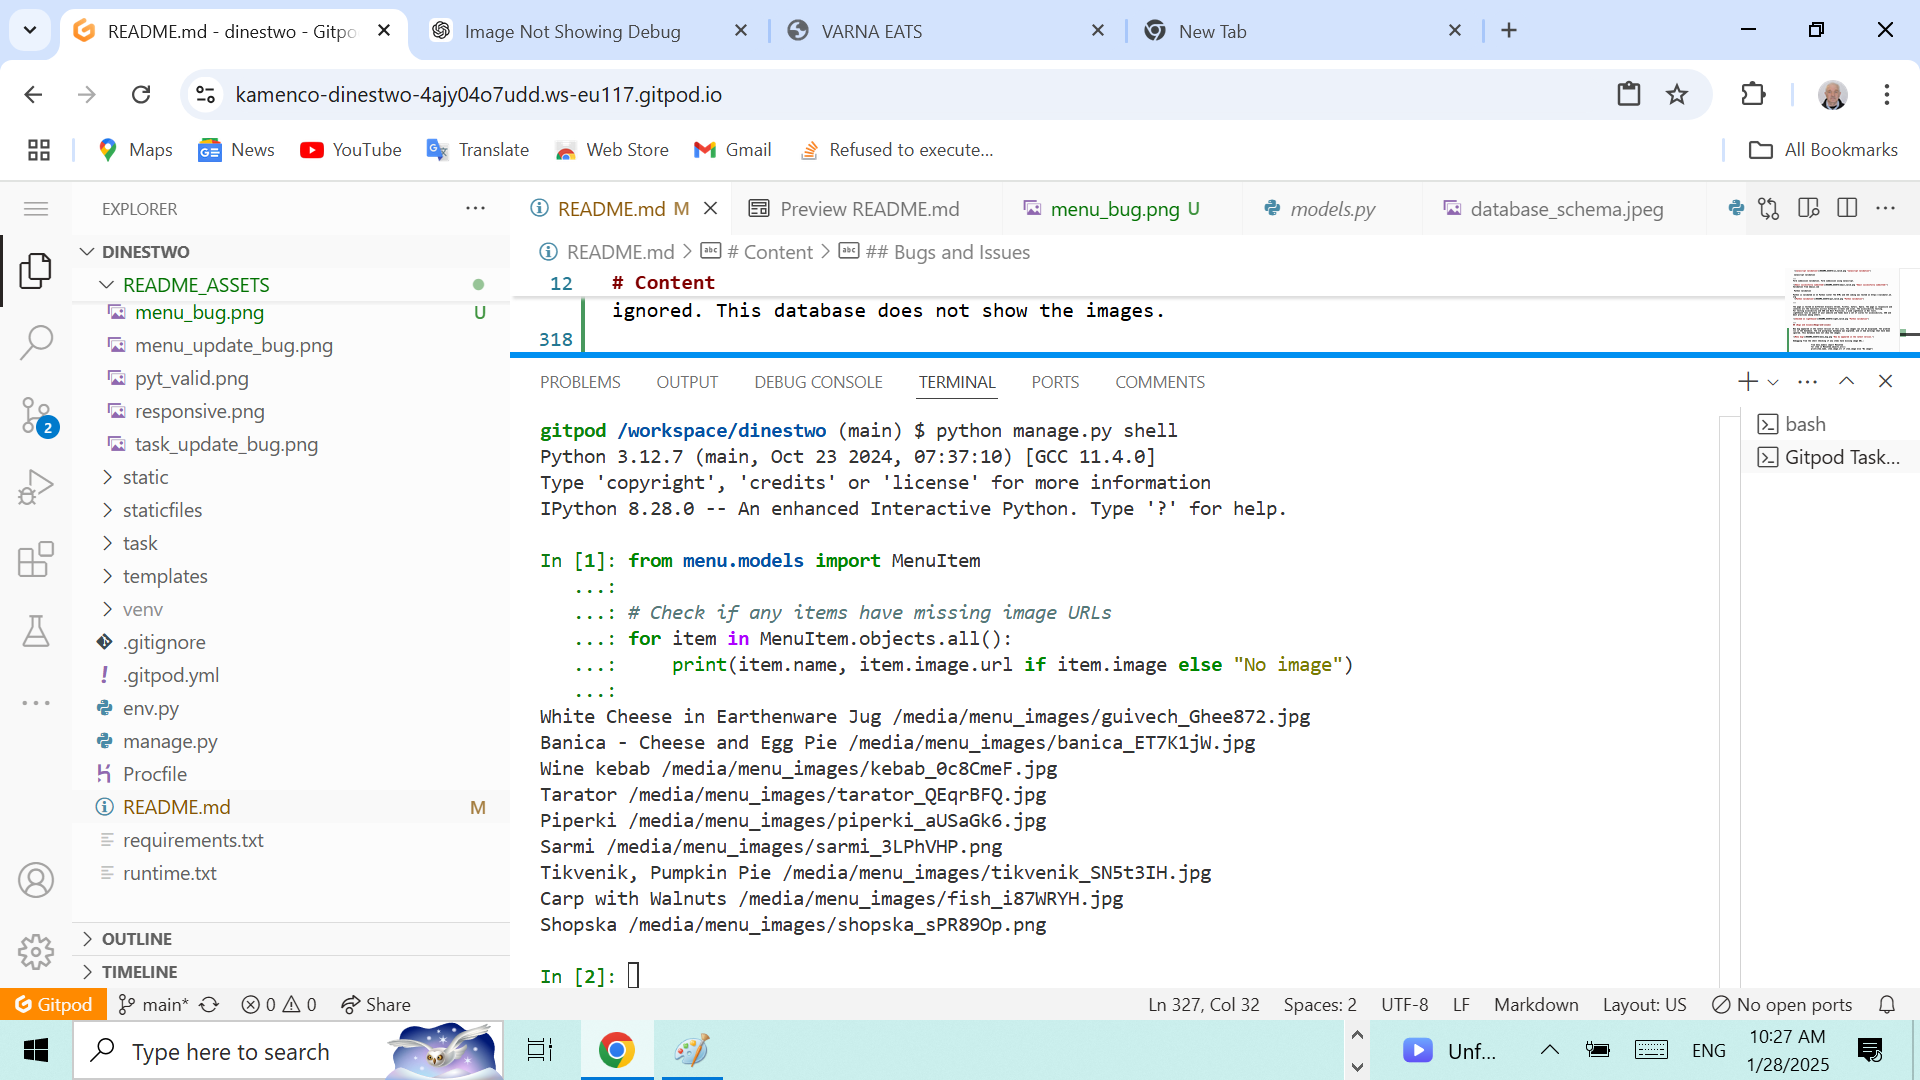 README.md - dinestwo - Gitpo
Image Not Showing Debug
VARNA EATS
New Tab
kamenco-dinestwo-4ajy04o7udd.ws-eu117.gitpod.io
Maps
News
YouTube
Translate
Web Store
Gmail
Refused to execute...
All Bookmarks
EXPLORER
DINESTWO
README_ASSETS
menu_bug.png U
menu_update_bug.png
pyt_valid.png
responsive.png
task_update_bug.png
static
staticfiles
task
templates
venv
.gitignore
.gitpod.yml
env.py
manage.py
Procfile
README.md M
requirements.txt
runtime.txt
OUTLINE
TIMELINE
2
README.md M
Preview README.md
menu_bug.png U
models.py
database_schema.jpeg
README.md > # Content > ## Bugs and Issues
12 # Content
ignored. This database does not show the images.
318
PROBLEMS OUTPUT DEBUG CONSOLE TERMINAL PORTS COMMENTS
bash
Gitpod Task...
gitpod /workspace/dinestwo (main) $ python manage.py shell
Python 3.12.7 (main, Oct 23 2024, 07:37:10) [GCC 11.4.0]
Type 'copyright', 'credits' or 'license' for more information
IPython 8.28.0 -- An enhanced Interactive Python. Type '?' for help.
In [1]: from menu.models import MenuItem
...:
...: # Check if any items have missing image URLs
...: for item in MenuItem.objects.all():
...:     print(item.name, item.image.url if item.image else "No image")
...:
White Cheese in Earthenware Jug /media/menu_images/guivech_Ghee872.jpg
Banica - Cheese and Egg Pie /media/menu_images/banica_ET7K1jW.jpg
Wine kebab /media/menu_images/kebab_0c8CmeF.jpg
Tarator /media/menu_images/tarator_QEqrBFQ.jpg
Piperki /media/menu_images/piperki_aUSaGk6.jpg
Sarmi /media/menu_images/sarmi_3LPhVHP.png
Tikvenik, Pumpkin Pie /media/menu_images/tikvenik_SN5t3IH.jpg
Carp with Walnuts /media/menu_images/fish_i87WRYH.jpg
Shopska /media/menu_images/shopska_sPR89Op.png
In [2]:
Gitpod main* 0 0 Share
Ln 327, Col 32 Spaces: 2 UTF-8 LF Markdown Layout: US No open ports
Type here to search
Unf...
ENG
10:27 AM
1/28/2025